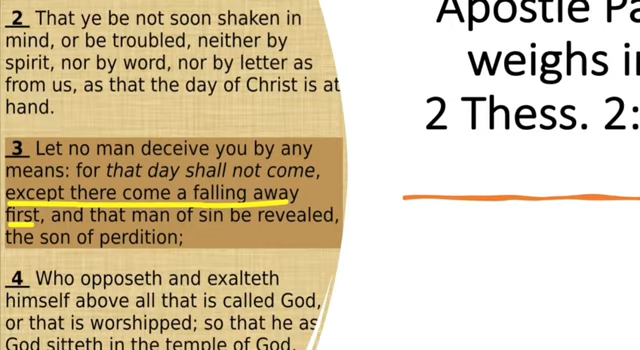 2 That ye be not soon shaken in
mind, or be troubled, neither by
spirit, nor by word, nor by letter as
from us, as that the day of Christ is at
hand.
3 Let no man deceive you by any
means: for that day shall not come,
except there come a falling away
first, and that man of sin be revealed,
the son of perdition;
4 Who opposeth and exalteth
himself above all that is called God,
or that is worshipped; so that he as
God sitteth in the temple of God,
Apostle Pa
weighs i
2 Thess. 2: